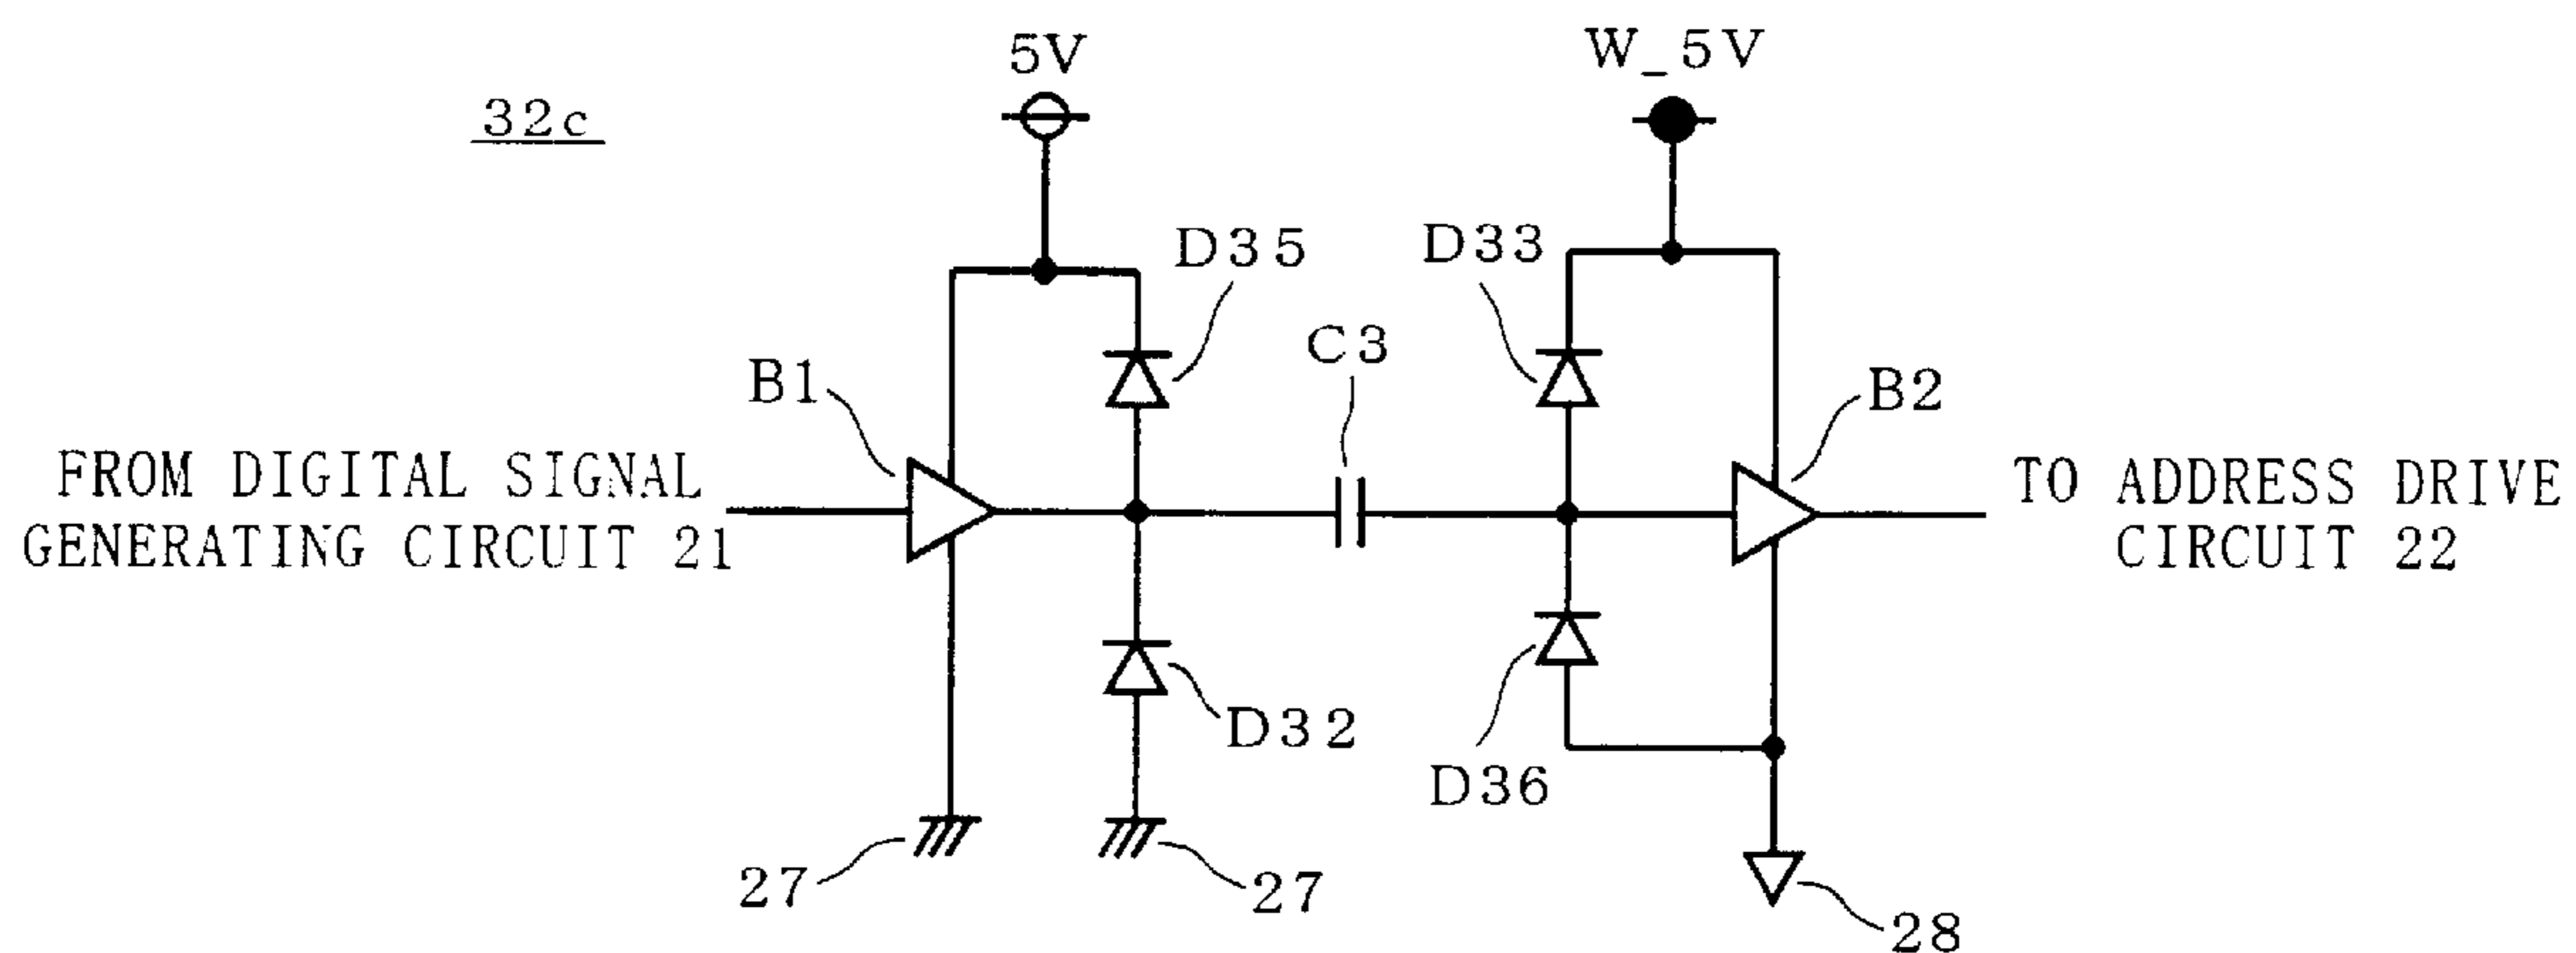 5V
W_5V
32c
D35
D33
C3
B1
B2
FROM DIGITAL SIGNAL
GENERATING CIRCUIT 21
TO ADDRESS DRIVE
CIRCUIT 22
D32
D36
27
27
28